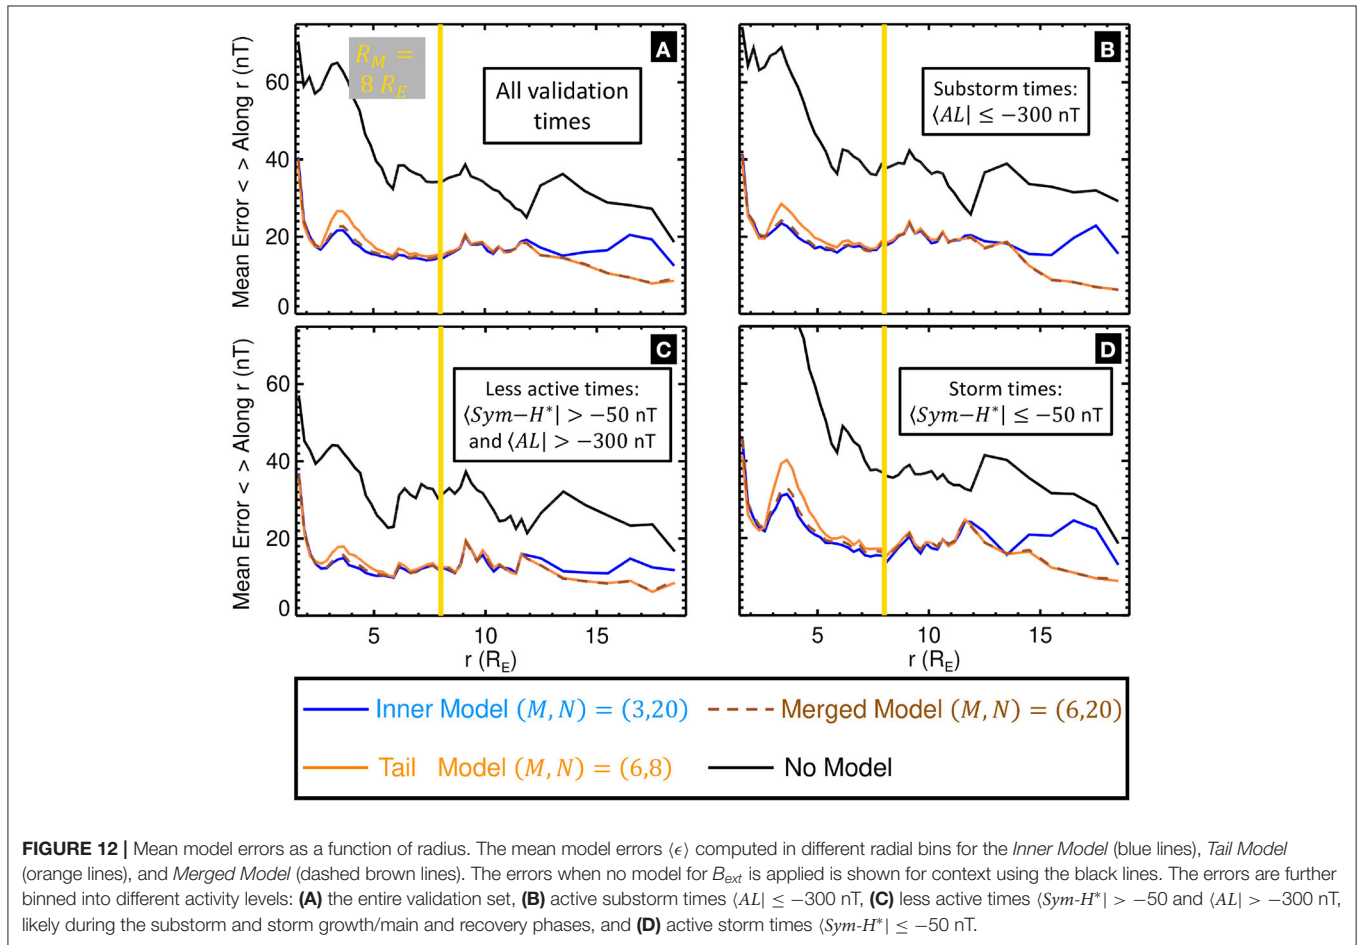 Mean Error < > Along r (nT)
60
40
20
0
R_M =
8 R_E
A
All validation
times
B
Substorm times:
⟨AL| ≤ −300 nT
Mean Error < > Along r (nT)
60
40
20
0
C
Less active times:
⟨Sym−H*| > −50 nT
and ⟨AL| > −300 nT
D
Storm times:
⟨Sym−H*| ≤ −50 nT
5 10 15
r (R_E)
5 10 15
r (R_E)
Inner Model (M, N) = (3,20)
Merged Model (M, N) = (6,20)
Tail Model (M, N) = (6,8)
No Model
FIGURE 12 | Mean model errors as a function of radius. The mean model errors ⟨ϵ⟩ computed in different radial bins for the Inner Model (blue lines), Tail Model
(orange lines), and Merged Model (dashed brown lines). The errors when no model for B_ext is applied is shown for context using the black lines. The errors are further
binned into different activity levels: (A) the entire validation set, (B) active substorm times ⟨AL| ≤ −300 nT, (C) less active times ⟨Sym-H*| > −50 and ⟨AL| > −300 nT,
likely during the substorm and storm growth/main and recovery phases, and (D) active storm times ⟨Sym-H*| ≤ −50 nT.